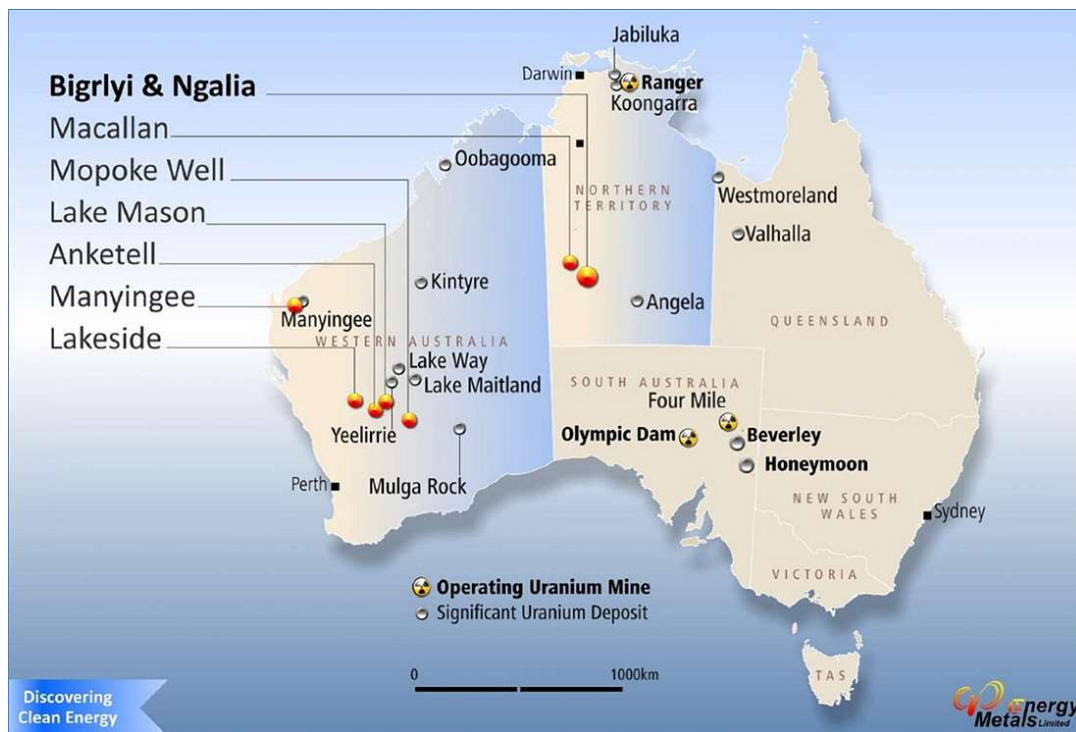 Jabiluka
Darwin
Ranger
Koongarra
Bigrlyi & Ngalia
Macallan
Mopoke Well
Lake Mason
Anketell
Manyingee
Lakeside
Oobagooma
NORTHERN
TERRITORY
Westmoreland
Valhalla
Kintyre
Angela
Manyingee
QUEENSLAND
WESTERN AUSTRALIA
Lake Way
Lake Maitland
SOUTH AUSTRALIA
Four Mile
Yeelirrie
Olympic Dam
Beverley
Honeymoon
Perth
Mulga Rock
NEW SOUTH
WALES
Sydney
VICTORIA
Operating Uranium Mine
Significant Uranium Deposit
0 1000km
TAS
Discovering
Clean Energy
Energy
Metals Limited